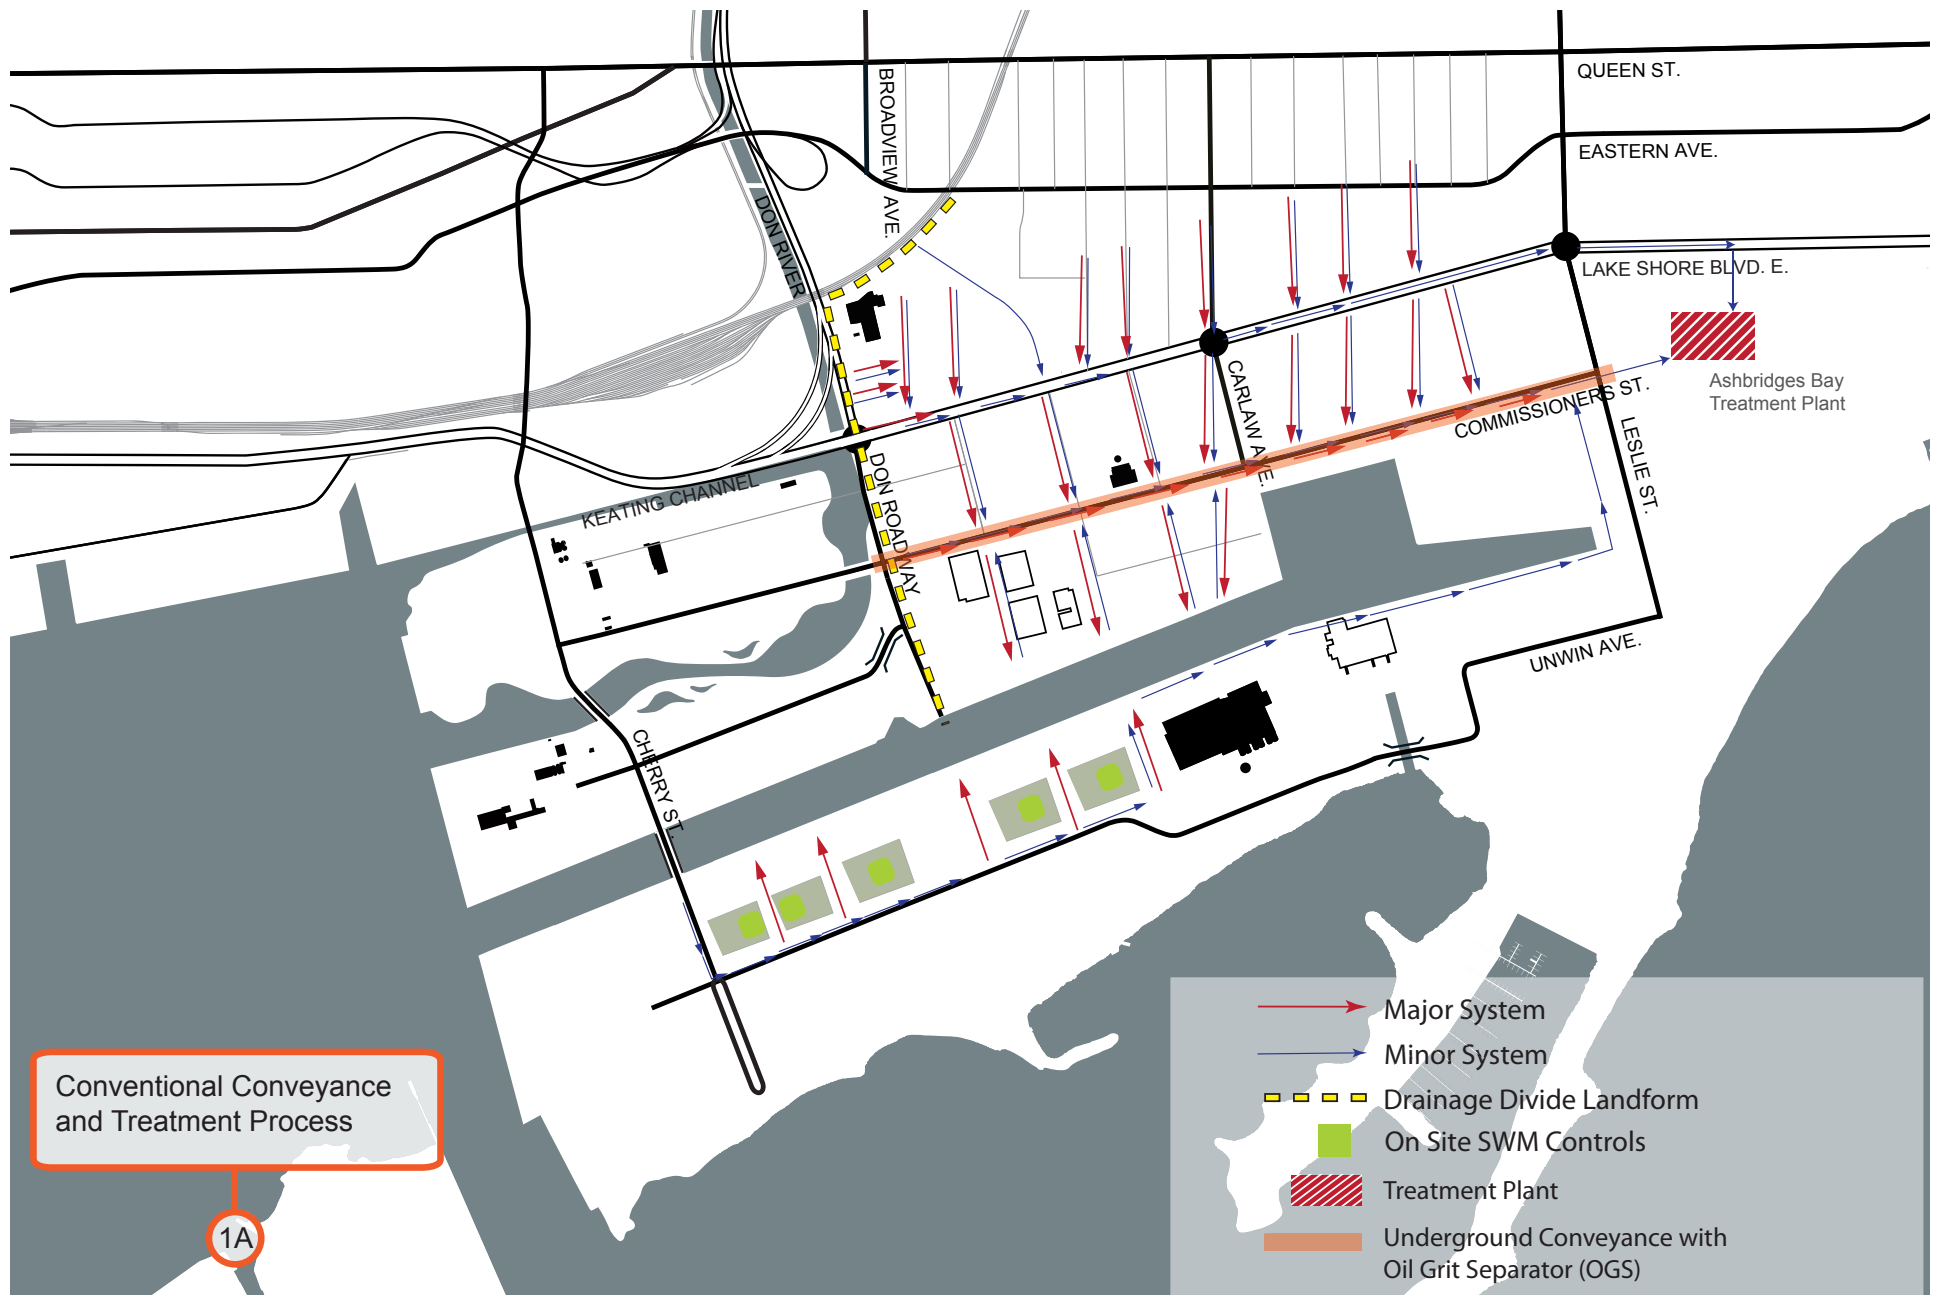 QUEEN ST.
BROADVIEW AVE.
EASTERN AVE.
DON RIVER
LAKE SHORE BLVD. E.
Ashbridges Bay
Treatment Plant
CARLAW AVE.
COMMISSIONERS ST.
LESLIE ST.
KEATING CHANNEL
DON ROADWAY
UNWIN AVE.
CHERRY ST.
Major System
Minor System
Drainage Divide Landform
On Site SWM Controls
Treatment Plant
Underground Conveyance with
Oil Grit Separator (OGS)
Conventional Conveyance
and Treatment Process
1A